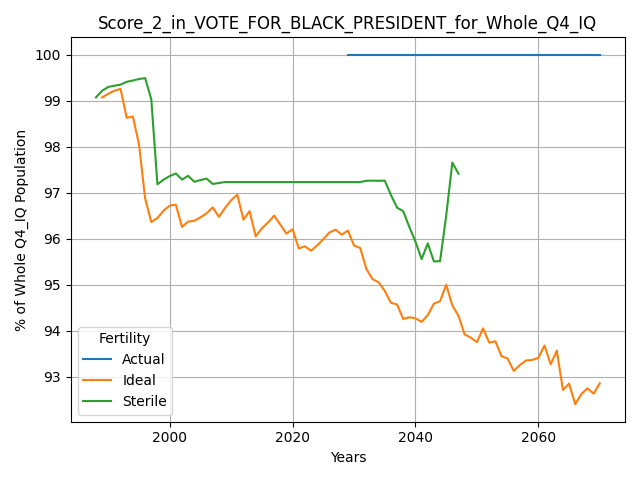 Score_2_in_VOTE_FOR_BLACK_PRESIDENT_for_Whole_Q4_IQ
% of Whole Q4_IQ Population
100
99
98
97
96
95
94
93
Fertility
Actual
Ideal
Sterile
2000
2020
2040
2060
Years